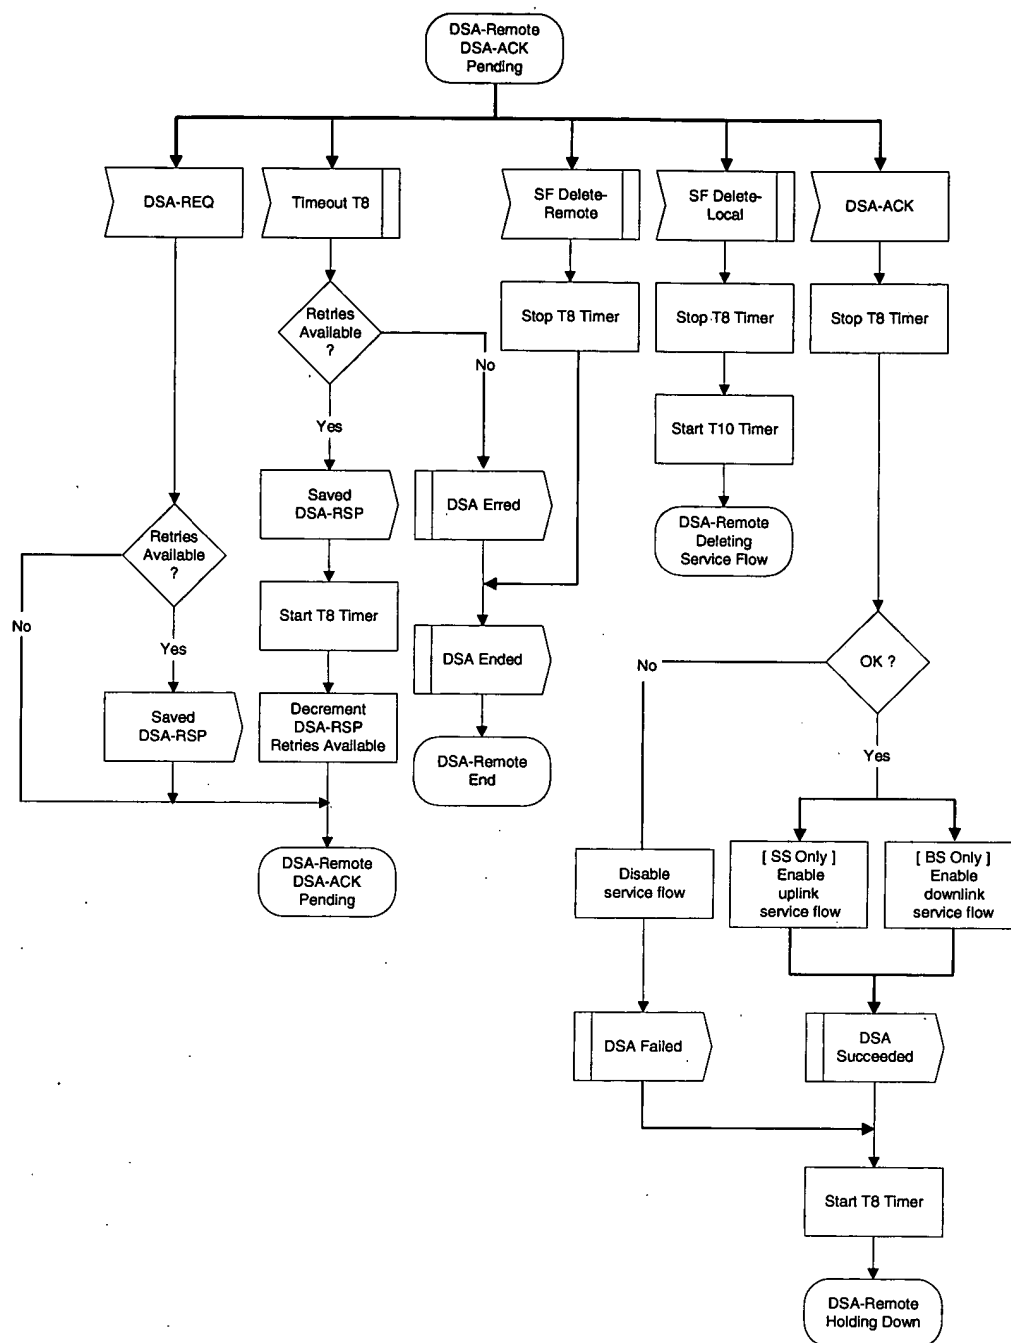 DSA-Remote
DSA-ACK
Pending
DSA-REQ
Timeout T8
SF Delete-
Remote
SF Delete-
Local
DSA-ACK
Retries
Available
?
Stop T8 Timer
Stop T8 Timer
Stop T8 Timer
No
Yes
Start T10 Timer
Saved
DSA-RSP
DSA Erred
DSA-Remote
Deleting
Service Flow
Retries
Available
?
Start T8 Timer
No
Yes
DSA Ended
No
OK ?
Saved
DSA-RSP
Decrement
DSA-RSP
Retries Available
DSA-Remote
End
Yes
DSA-Remote
DSA-ACK
Pending
Disable
service flow
[ SS Only ]
Enable
uplink
service flow
[ BS Only ]
Enable
downlink
service flow
DSA Failed
DSA
Succeeded
Start T8 Timer
DSA-Remote
Holding Down